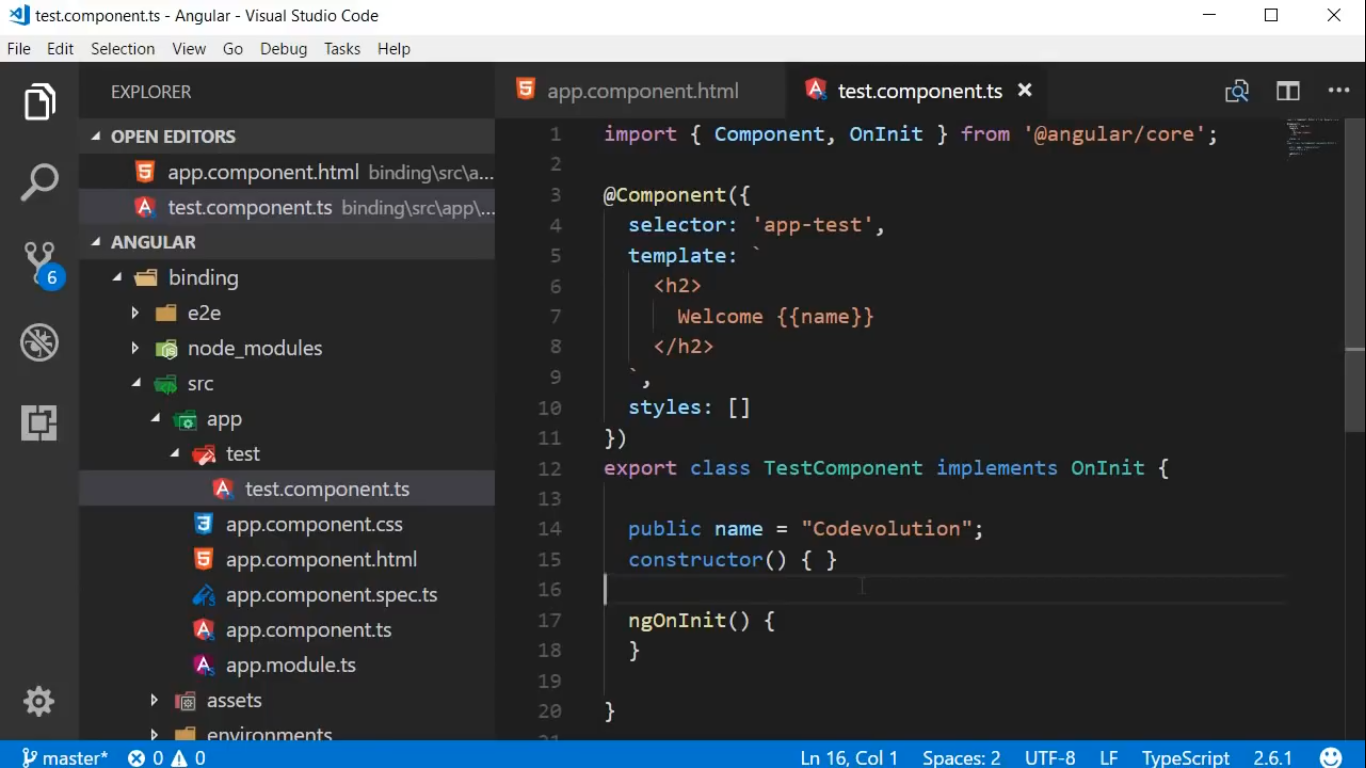 test.component.ts - Angular - Visual Studio Code
File Edit Selection View Go Debug Tasks Help
EXPLORER
OPEN EDITORS
app.component.html binding\src\a...
test.component.ts binding\src\app\...
ANGULAR
binding
e2e
node_modules
src
app
test
test.component.ts
app.component.css
app.component.html
app.component.spec.ts
app.component.ts
app.module.ts
assets
environments
6
app.component.html test.component.ts
1 import { Component, OnInit } from '@angular/core';
2
3 @Component({
4 selector: 'app-test',
5 template: `
6 <h2>
7 Welcome {{name}}
8 </h2>
9 `,
10 styles: []
11 })
12 export class TestComponent implements OnInit {
13
14 public name = "Codevolution";
15 constructor() { }
16
17 ngOnInit() {
18 }
19
20 }
21
master* 0 0 Ln 16, Col 1 Spaces: 2 UTF-8 LF TypeScript 2.6.1